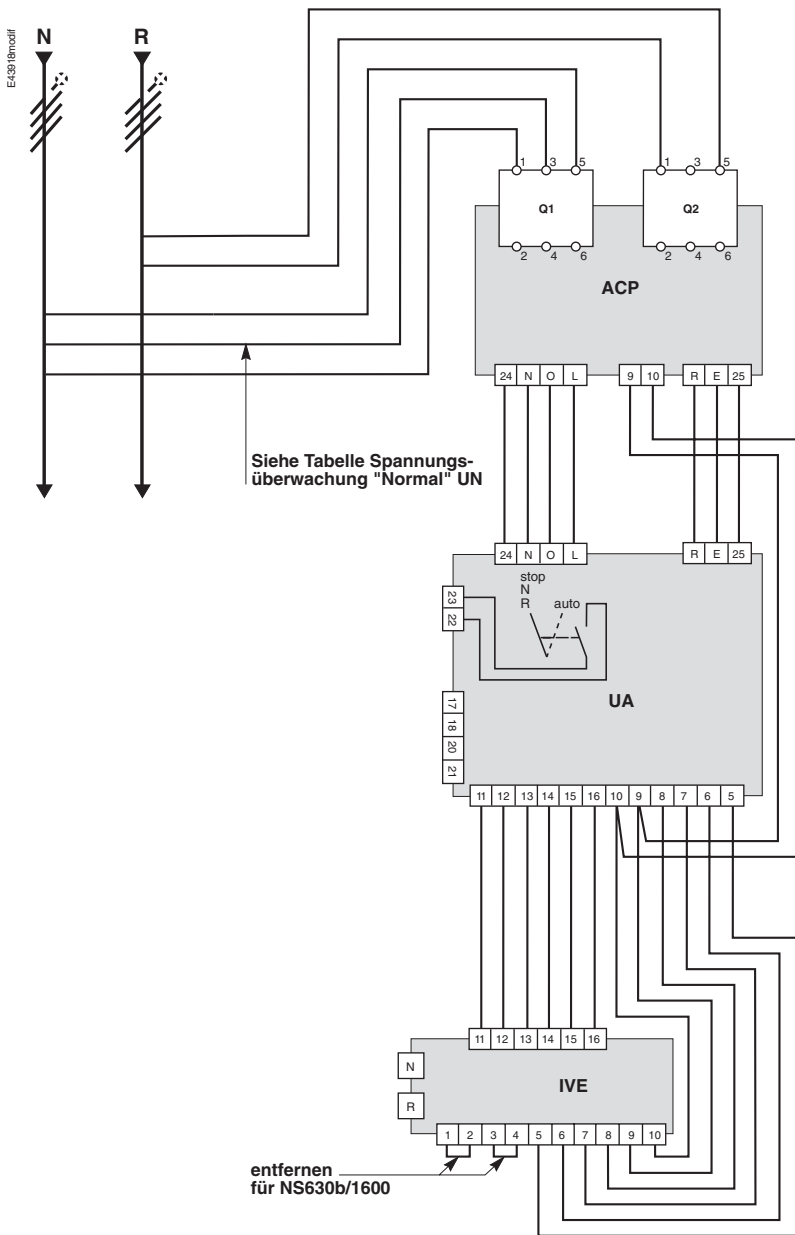 E43918modif
N R
1 3 5 1 3 5
Q1 Q2
2 4 6 2 4 6
ACP
24 N O L 9 10 R E 25
Siehe Tabelle Spannungs-
überwachung "Normal" UN
24 N O L R E 25
stop
N
R auto
23
22
UA
17
18
20
21
11 12 13 14 15 16 10 9 8 7 6 5
11 12 13 14 15 16
N
IVE
R
1 2 3 4 5 6 7 8 9 10
entfernen
für NS630b/1600